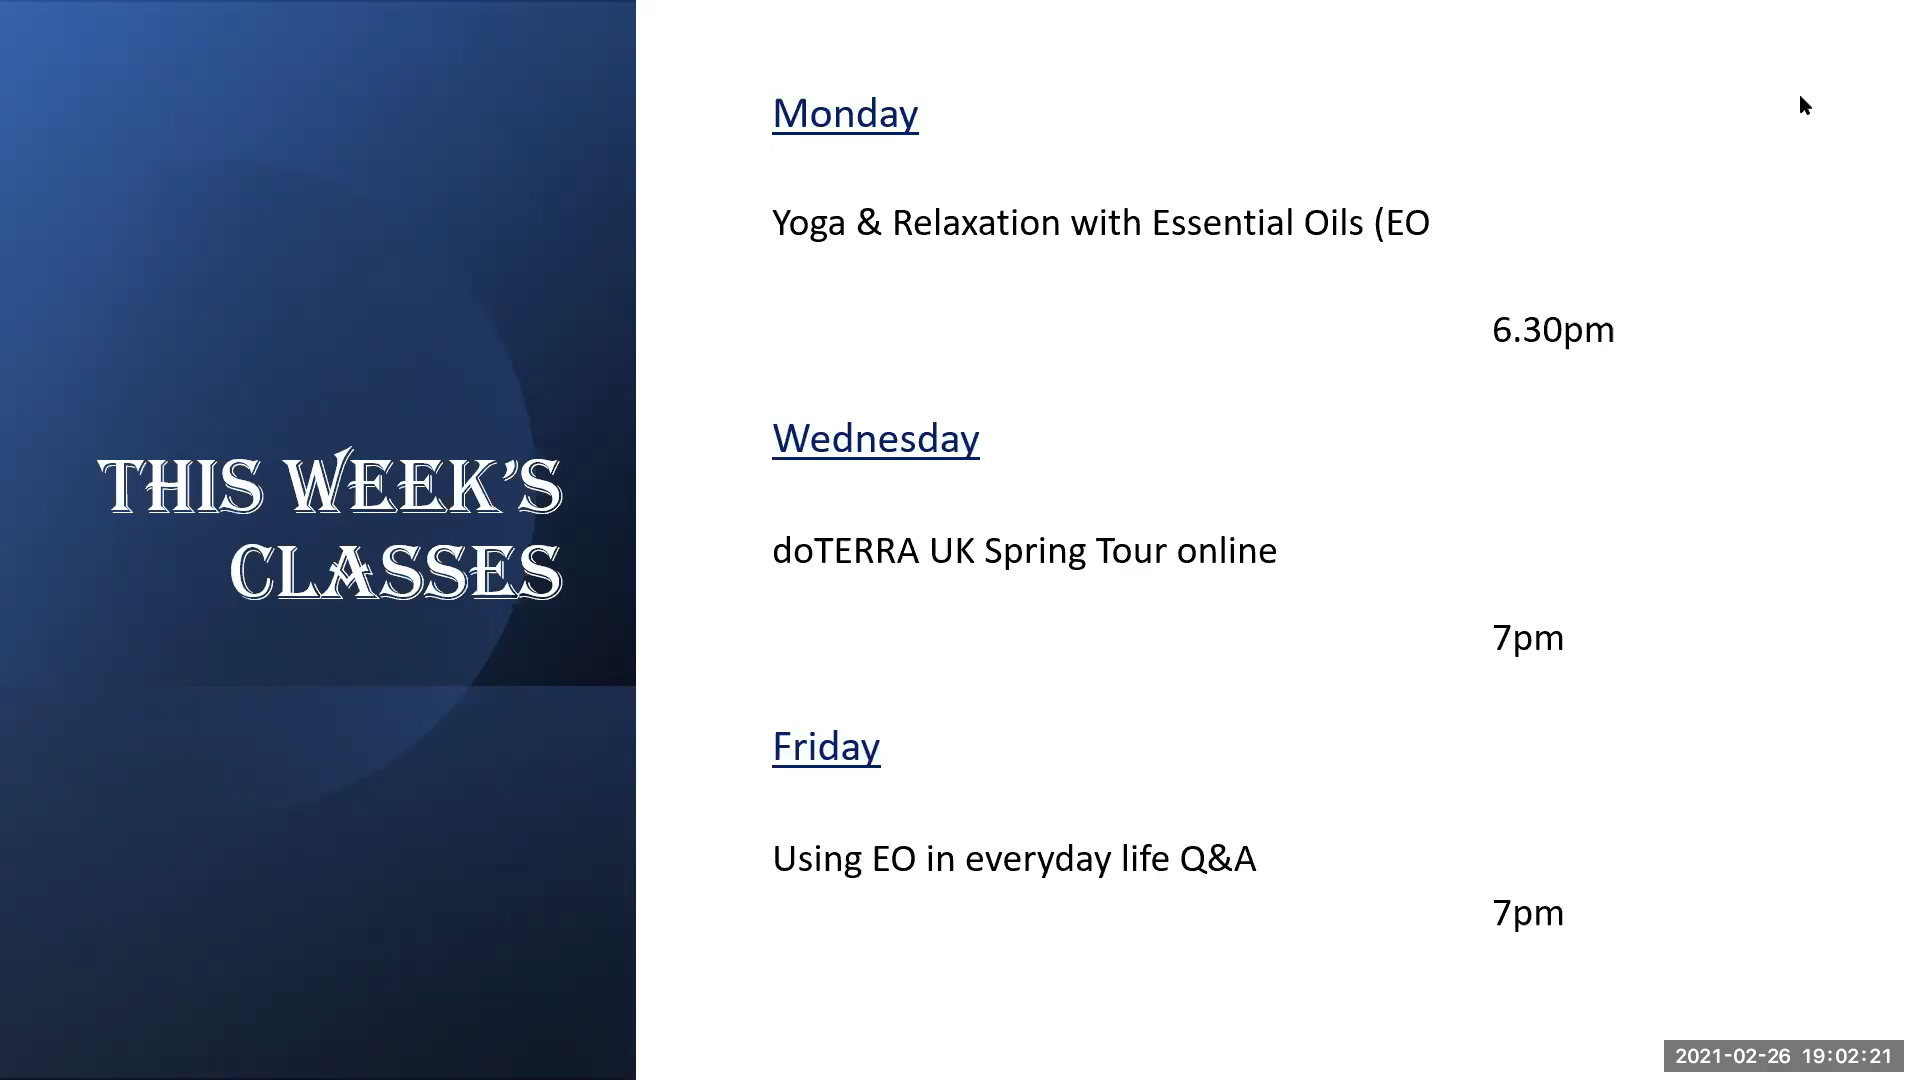 THIS WEEK’S
CLASSES
Monday
Yoga & Relaxation with Essential Oils (EO
6.30pm
Wednesday
doTERRA UK Spring Tour online
7pm
Friday
Using EO in everyday life Q&A
7pm
2021-02-26 19:02:21